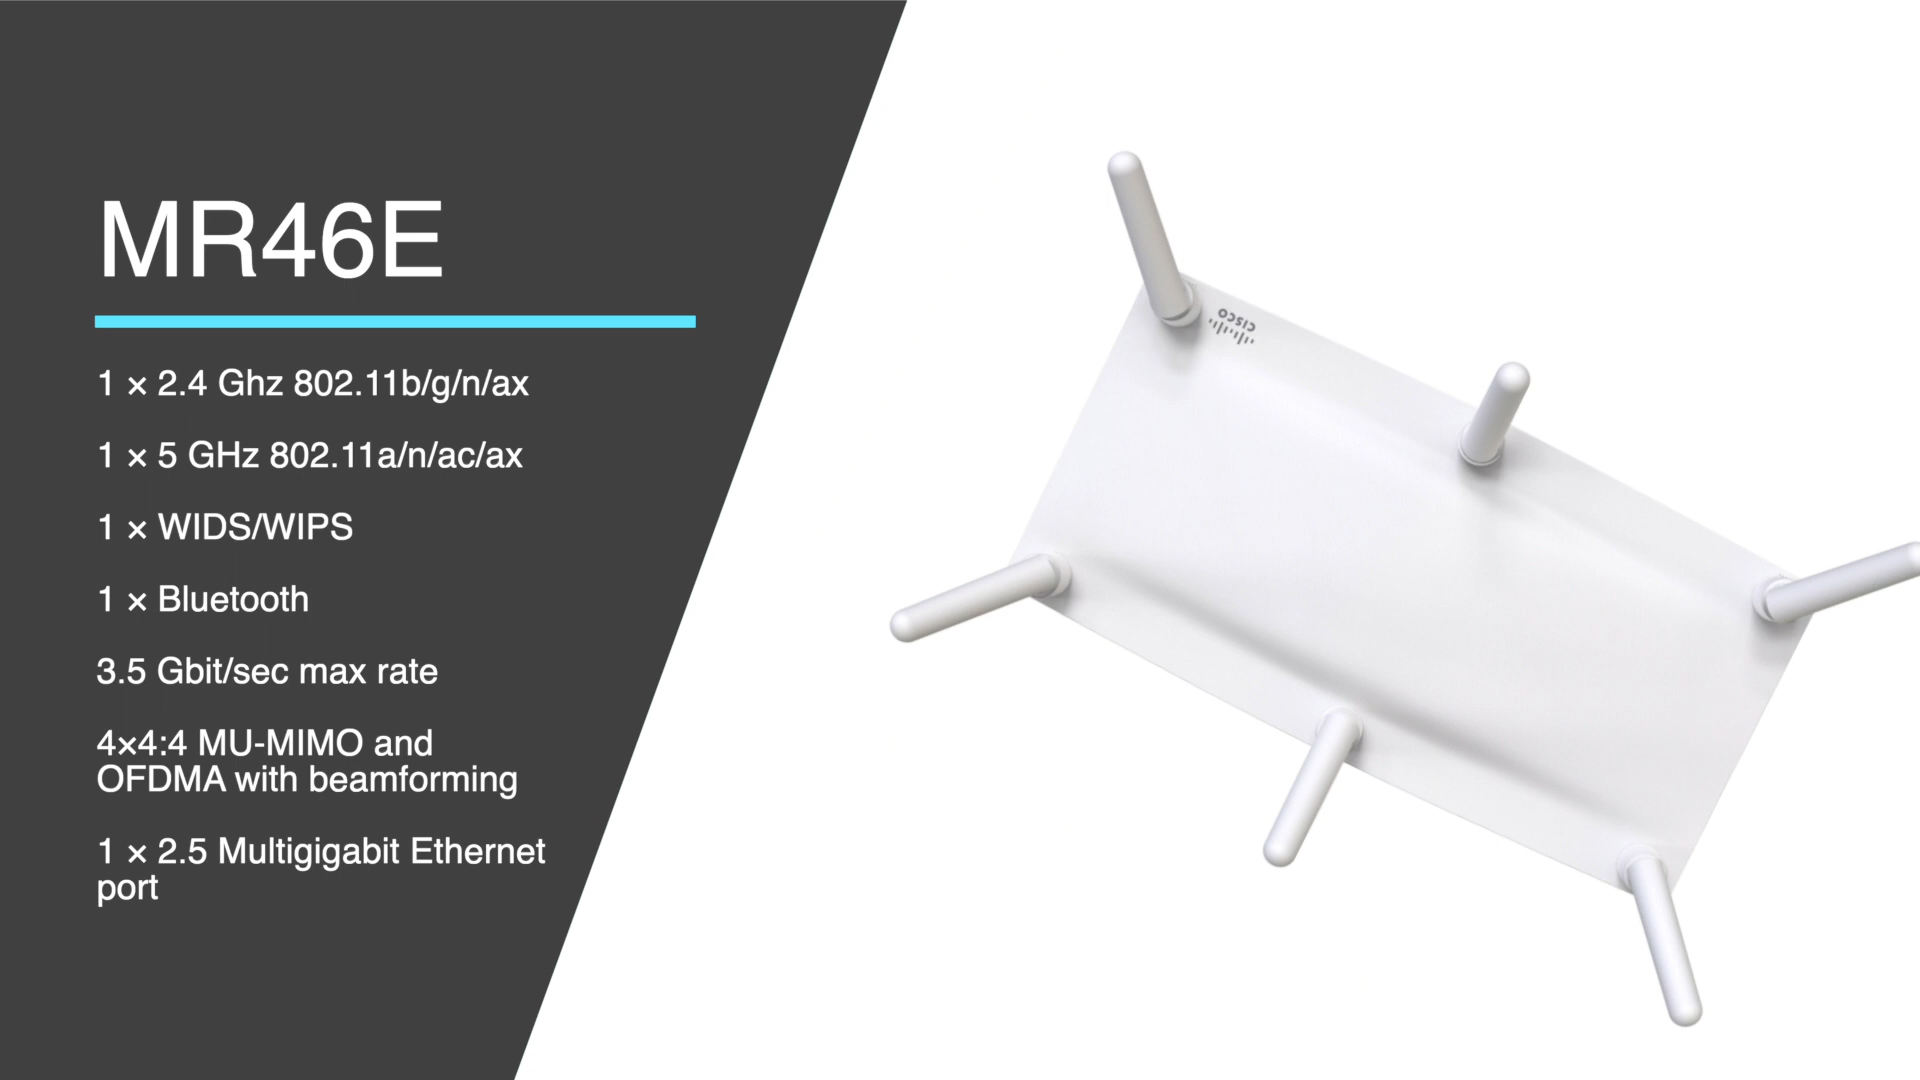 MR46E
1 × 2.4 Ghz 802.11b/g/n/ax
1 × 5 GHz 802.11a/n/ac/ax
1 × WIDS/WIPS
1 × Bluetooth
3.5 Gbit/sec max rate
4×4:4 MU-MIMO and
OFDMA with beamforming
1 × 2.5 Multigigabit Ethernet
port
CISCO